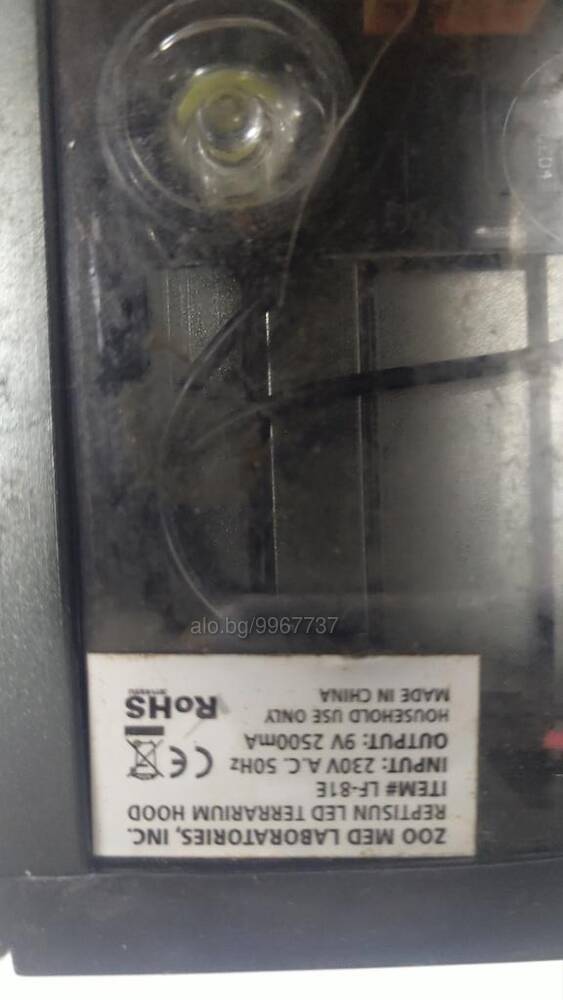 ZOO MED LABORATORIES, INC.
REPTISUN LED TERRARIUM HOOD
ITEM# LF-81E
INPUT: 230V A.C. 50Hz
OUTPUT: 9V 2500mA
HOUSEHOLD USE ONLY
MADE IN CHINA
CE
RoHS
alo.bg/9967737